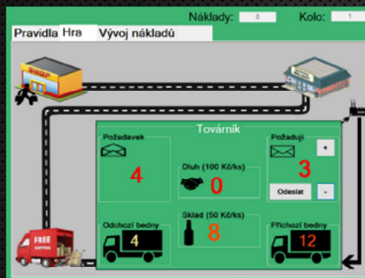 Náklady: Kolo: 1
Pravidla Hra Vývoj nákladů
SHOP
Továrník
Požadavek
4
Dluh (100 Kč/ks)
0
Požaduji
3
+
Odeslat -
Odchozí bedny
4
Sklad (50 Kč/ks)
8
Příchozí bedny
12
FREE